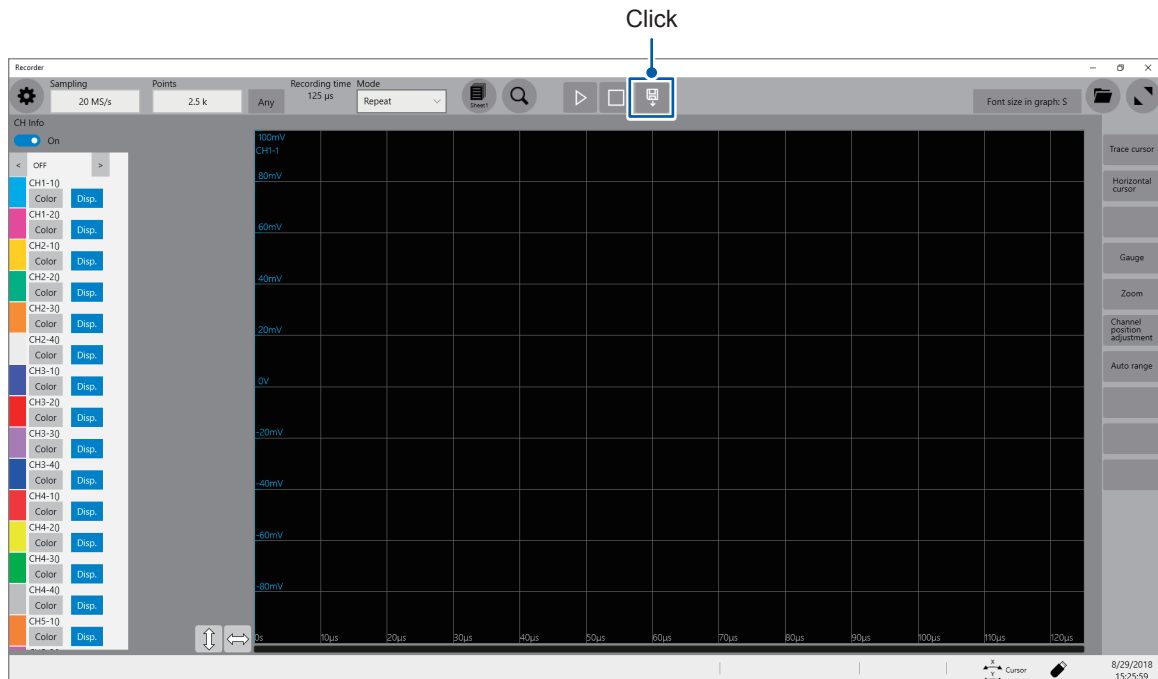 Click
Recorder
Sampling
20 MS/s
Points
2.5 k
Any
Recording time
125 µs
Mode
Repeat
Sheet1
Font size in graph: S
CH Info
On
< OFF >
CH1-1()
Color Disp.
CH1-2()
Color Disp.
CH2-1()
Color Disp.
CH2-2()
Color Disp.
CH2-3()
Color Disp.
CH2-4()
Color Disp.
CH3-1()
Color Disp.
CH3-2()
Color Disp.
CH3-3()
Color Disp.
CH3-4()
Color Disp.
CH4-1()
Color Disp.
CH4-2()
Color Disp.
CH4-3()
Color Disp.
CH4-4()
Color Disp.
CH5-1()
Color Disp.
100mV
CH1-1
80mV
60mV
40mV
20mV
0V
-20mV
-40mV
-60mV
-80mV
0s 10µs 20µs 30µs 40µs 50µs 60µs 70µs 80µs 90µs 100µs 110µs 120µs
Trace cursor
Horizontal
cursor
Gauge
Zoom
Channel
position
adjustment
Auto range
X
Y
Cursor
8/29/2018
15:25:59